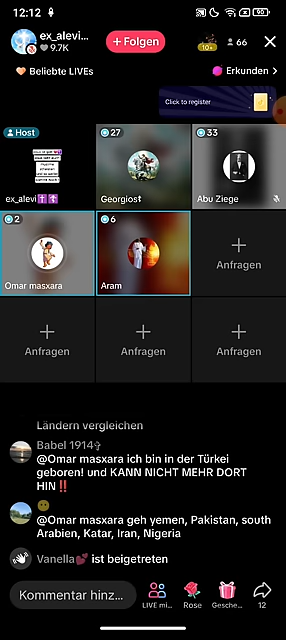 12:12
90
ex_alevi...
9.7K
+ Folgen
10+
66
Beliebte LIVEs
Erkunden >
Click to register
Host
27
33
ex_alevi
Georgios†
Abu Ziege
2
6
Omar masxara
Aram
Anfragen
Anfragen
Anfragen
Anfragen
Ländern vergleichen
Babel 1914
@Omar masxara ich bin in der Türkei
geboren! und KANN NICHT MEHR DORT
HIN‼️
@Omar masxara geh yemen, Pakistan, south
Arabien, Katar, Iran, Nigeria
Vanella💕 ist beigetreten
Kommentar hinz...
LIVE mi...
Rose
Gesche...
12